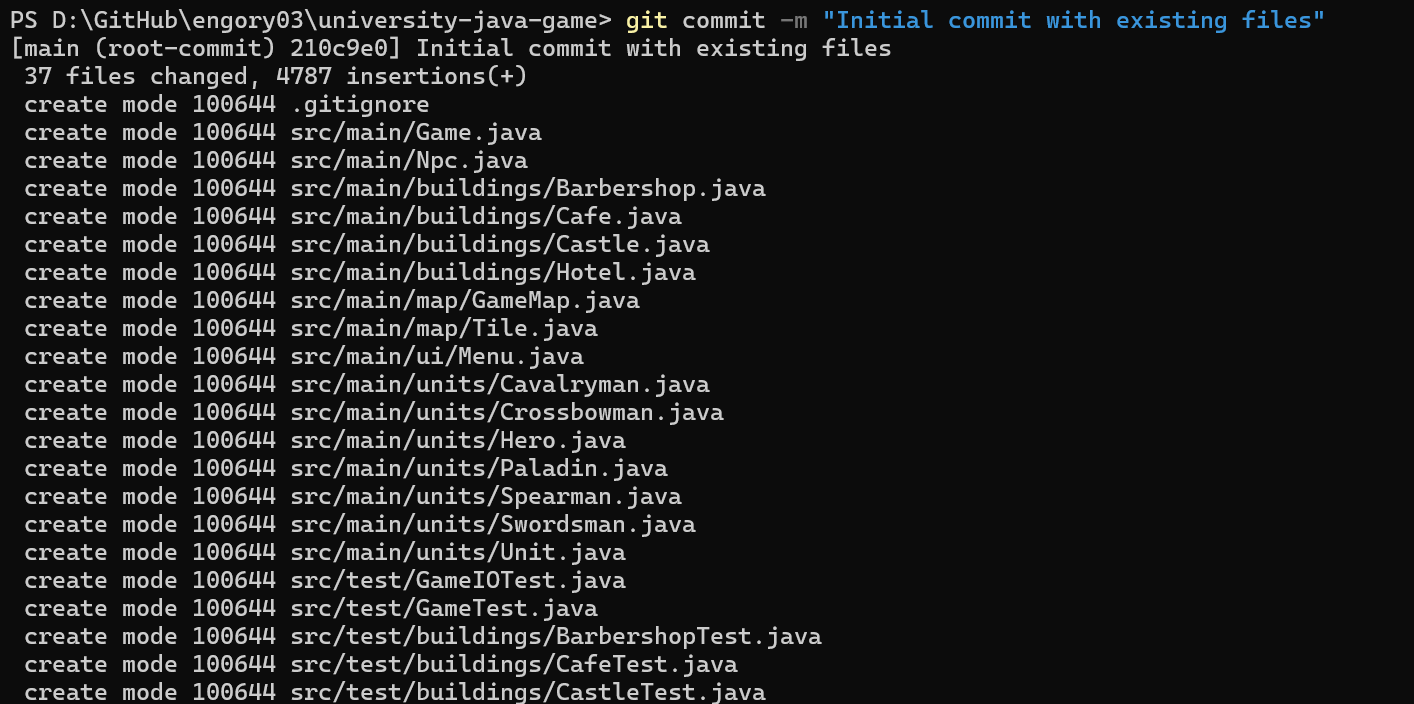 PS D:\GitHub\engory03\university-java-game> git commit -m "Initial commit with existing files"
[main (root-commit) 210c9e0] Initial commit with existing files
 37 files changed, 4787 insertions(+)
 create mode 100644 .gitignore
 create mode 100644 src/main/Game.java
 create mode 100644 src/main/Npc.java
 create mode 100644 src/main/buildings/Barbershop.java
 create mode 100644 src/main/buildings/Cafe.java
 create mode 100644 src/main/buildings/Castle.java
 create mode 100644 src/main/buildings/Hotel.java
 create mode 100644 src/main/map/GameMap.java
 create mode 100644 src/main/map/Tile.java
 create mode 100644 src/main/ui/Menu.java
 create mode 100644 src/main/units/Cavalryman.java
 create mode 100644 src/main/units/Crossbowman.java
 create mode 100644 src/main/units/Hero.java
 create mode 100644 src/main/units/Paladin.java
 create mode 100644 src/main/units/Spearman.java
 create mode 100644 src/main/units/Swordsman.java
 create mode 100644 src/main/units/Unit.java
 create mode 100644 src/test/GameIOTest.java
 create mode 100644 src/test/GameTest.java
 create mode 100644 src/test/buildings/BarbershopTest.java
 create mode 100644 src/test/buildings/CafeTest.java
 create mode 100644 src/test/buildings/CastleTest.java